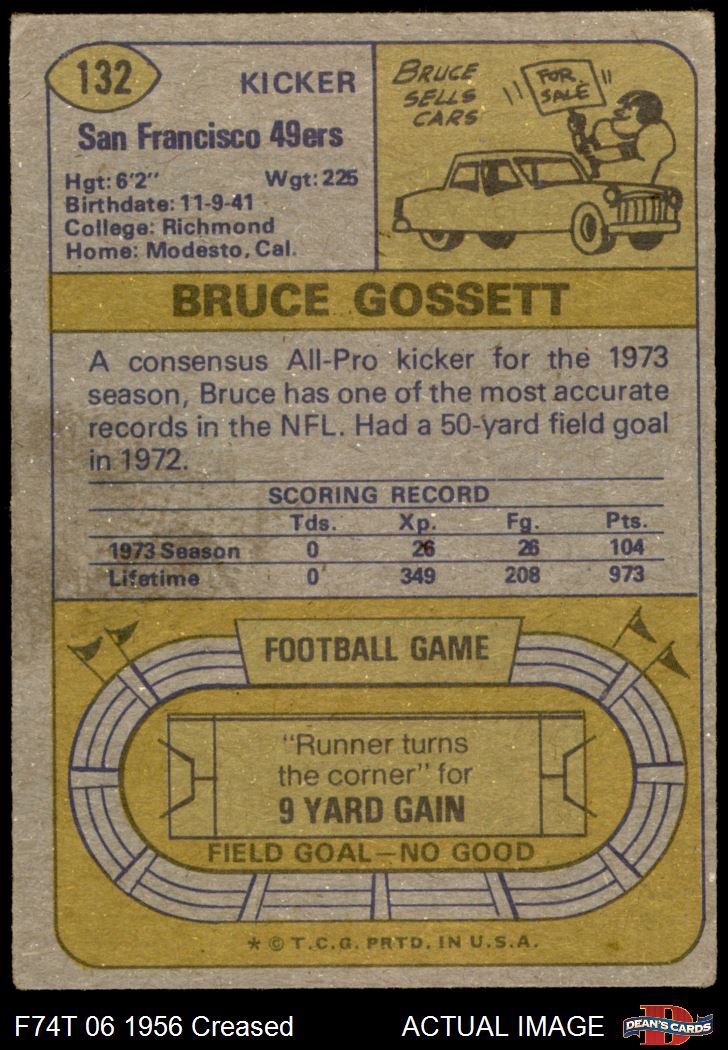 132
KICKER
San Francisco 49ers
Hgt: 6'2" Wgt: 225
Birthdate: 11-9-41
College: Richmond
Home: Modesto, Cal.
BRUCE
SELLS
CARS
FOR
SALE
BRUCE GOSSETT
A consensus All-Pro kicker for the 1973
season, Bruce has one of the most accurate
records in the NFL. Had a 50-yard field goal
in 1972.
SCORING RECORD
Tds. Xp. Fg. Pts.
1973 Season 0 26 26 104
Lifetime 0 349 208 973
FOOTBALL GAME
"Runner turns
the corner" for
9 YARD GAIN
FIELD GOAL—NO GOOD
* © T.C.G. PRTD. IN U.S.A.
F74T 06 1956 Creased ACTUAL IMAGE
D
DEAN'S CARDS